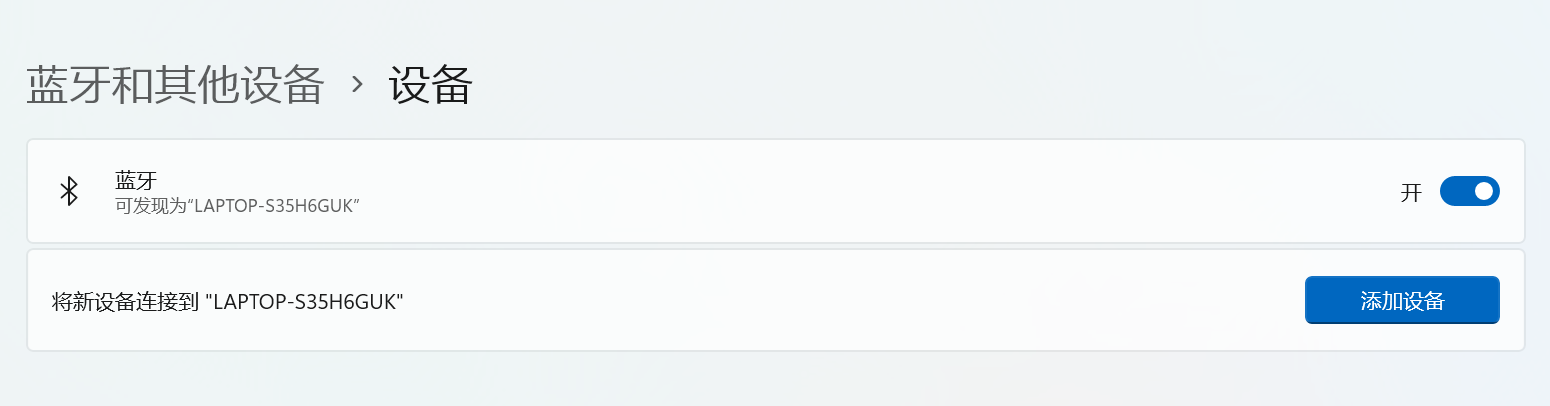 蓝牙和其他设备 › 设备
蓝牙
可发现为“LAPTOP-S35H6GUK”
开
将新设备连接到 "LAPTOP-S35H6GUK"
添加设备